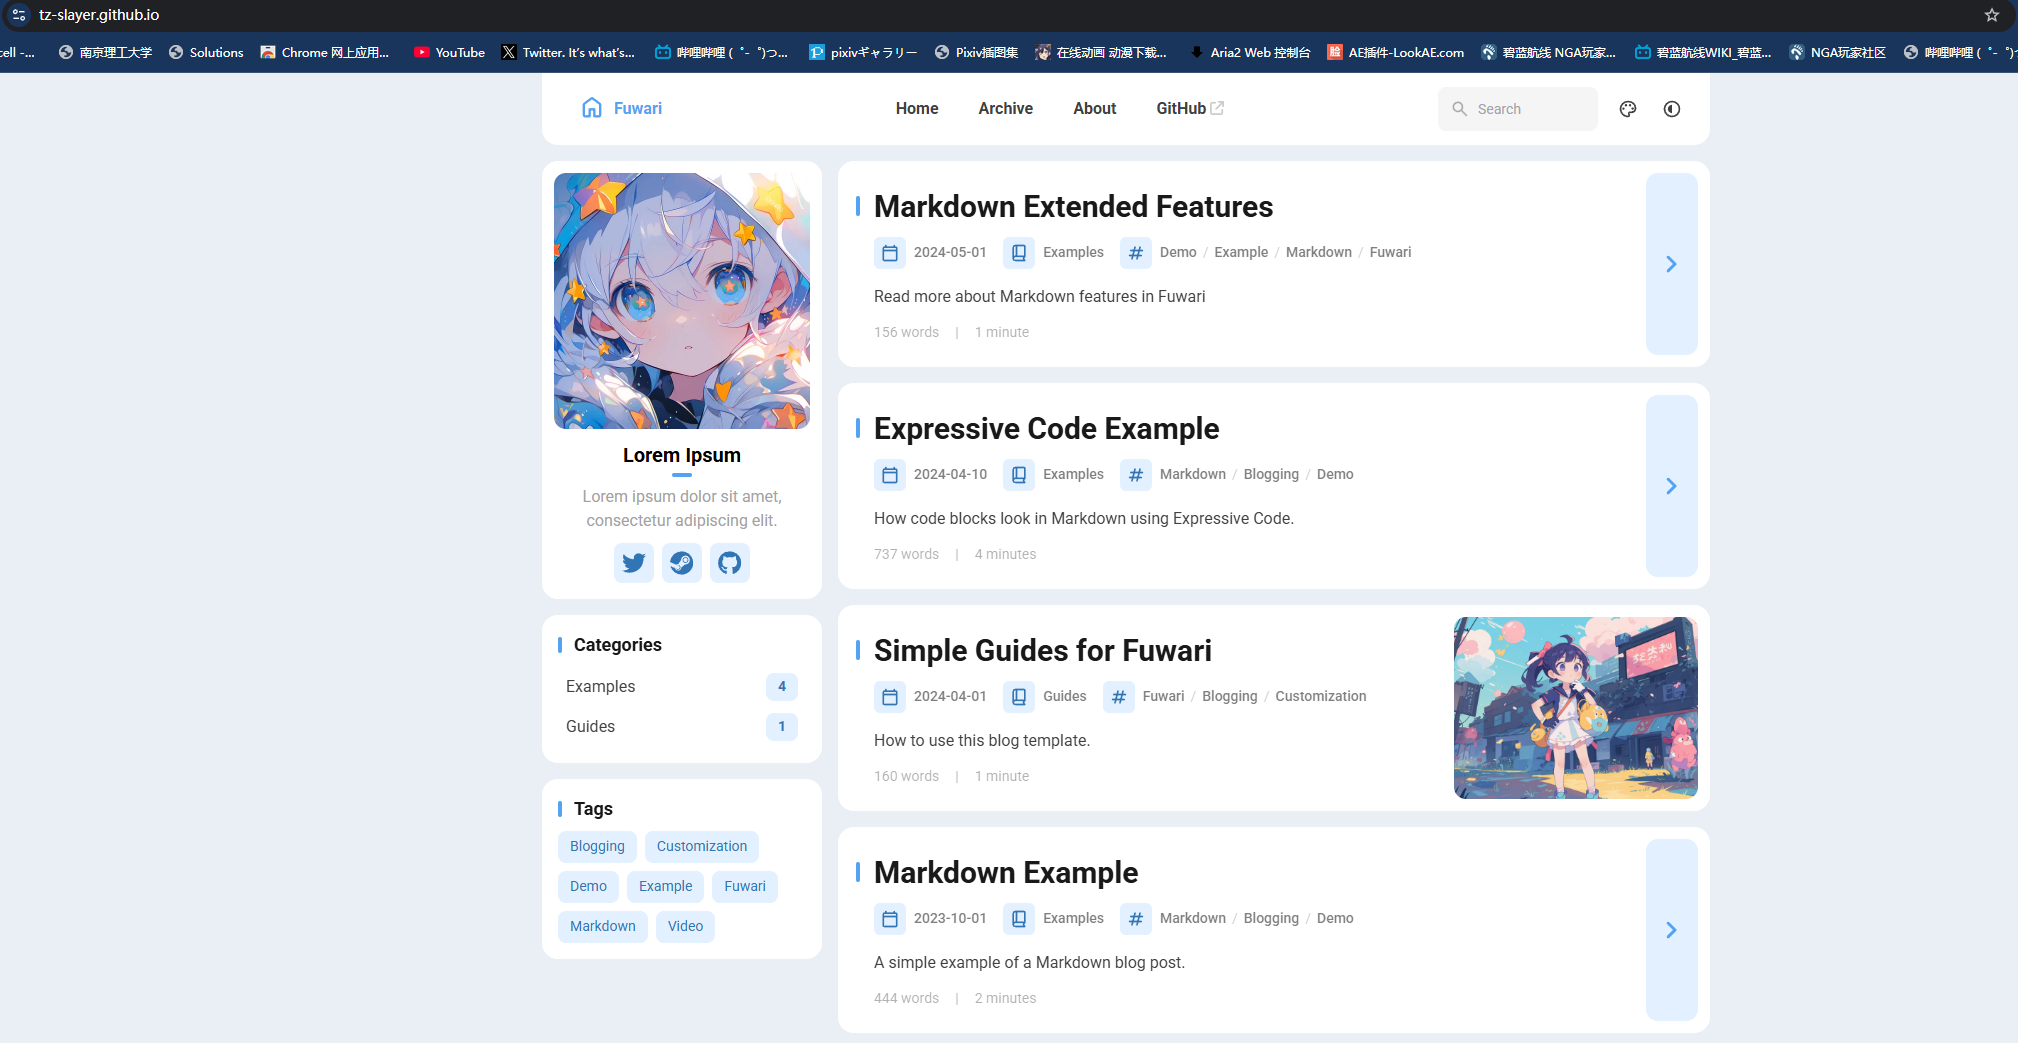 tz-slayer.github.io
cell -...
南京理工大学
Solutions
Chrome 网上应用...
YouTube
Twitter. It's what's...
哔哩哔哩 ( ゜- ゜)つ...
pixivギャラリー
Pixiv插图集
在线动画 动漫下载...
Aria2 Web 控制台
AE插件-LookAE.com
碧蓝航线 NGA玩家...
碧蓝航线WIKI_碧蓝...
NGA玩家社区
哔哩哔哩 ( ゜- ゜)つ
Fuwari
Home
Archive
About
GitHub
Search
Lorem Ipsum
Lorem ipsum dolor sit amet,
consectetur adipiscing elit.
Categories
Examples 4
Guides 1
Tags
Blogging Customization
Demo Example Fuwari
Markdown Video
Markdown Extended Features
2024-05-01 Examples # Demo / Example / Markdown / Fuwari
Read more about Markdown features in Fuwari
156 words | 1 minute
Expressive Code Example
2024-04-10 Examples # Markdown / Blogging / Demo
How code blocks look in Markdown using Expressive Code.
737 words | 4 minutes
Simple Guides for Fuwari
2024-04-01 Guides # Fuwari / Blogging / Customization
How to use this blog template.
160 words | 1 minute
Markdown Example
2023-10-01 Examples # Markdown / Blogging / Demo
A simple example of a Markdown blog post.
444 words | 2 minutes